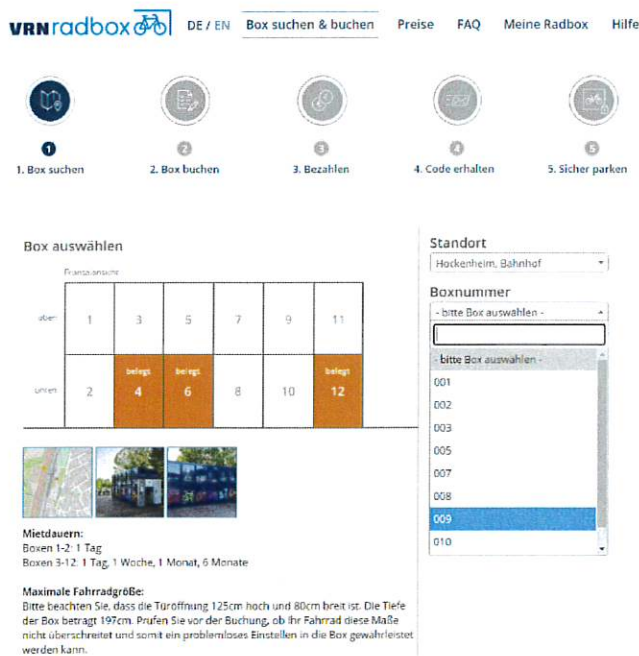 VRNradbox DE / EN Box suchen & buchen Preise FAQ Meine Radbox Hilfe
1 2 3 4 5
1. Box suchen 2. Box buchen 3. Bezahlen 4. Code erhalten 5. Sicher parken
Box auswählen
Frontansicht
oben 1 3 5 7 9 11
belegt belegt belegt
unten 2 4 6 8 10 12
Mietdauern:
Boxen 1-2: 1 Tag
Boxen 3-12: 1 Tag, 1 Woche, 1 Monat, 6 Monate
Maximale Fahrradgröße:
Bitte beachten Sie, dass die Türöffnung 125cm hoch und 80cm breit ist. Die Tiefe
der Box beträgt 197cm. Prüfen Sie vor der Buchung, ob Ihr Fahrrad diese Maße
nicht überschreitet und somit ein problemloses Einstellen in die Box gewährleistet
werden kann.
Standort
Hockenheim, Bahnhof
Boxnummer
- bitte Box auswählen -
- bitte Box auswählen -
001
002
003
005
007
008
009
010